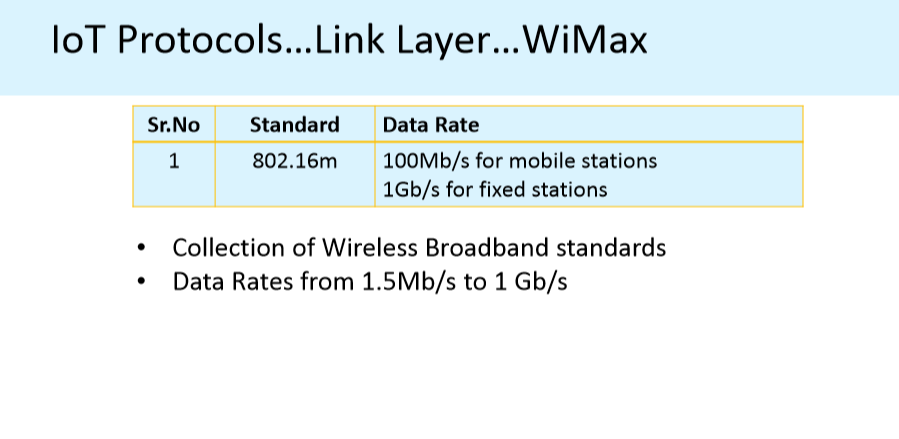 IoT Protocols...Link Layer...WiMax
Sr.No Standard Data Rate
1 802.16m 100Mb/s for mobile stations
1Gb/s for fixed stations
• Collection of Wireless Broadband standards
• Data Rates from 1.5Mb/s to 1 Gb/s